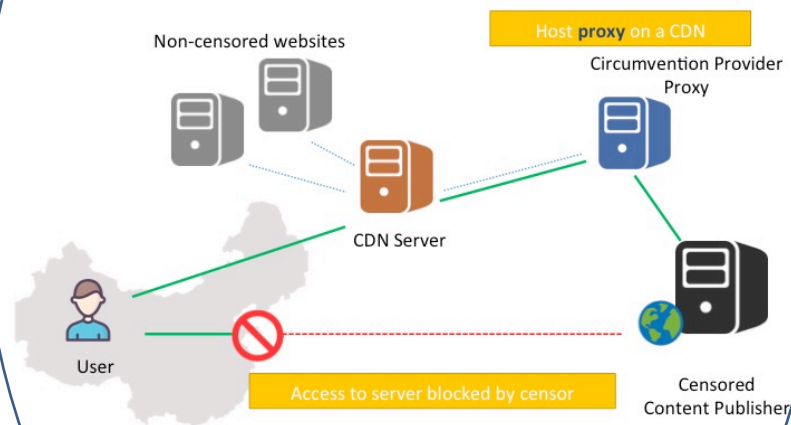 Host proxy on a CDN
Non-censored websites
Circumvention Provider
Proxy
CDN Server
User
Access to server blocked by censor
Censored
Content Publisher